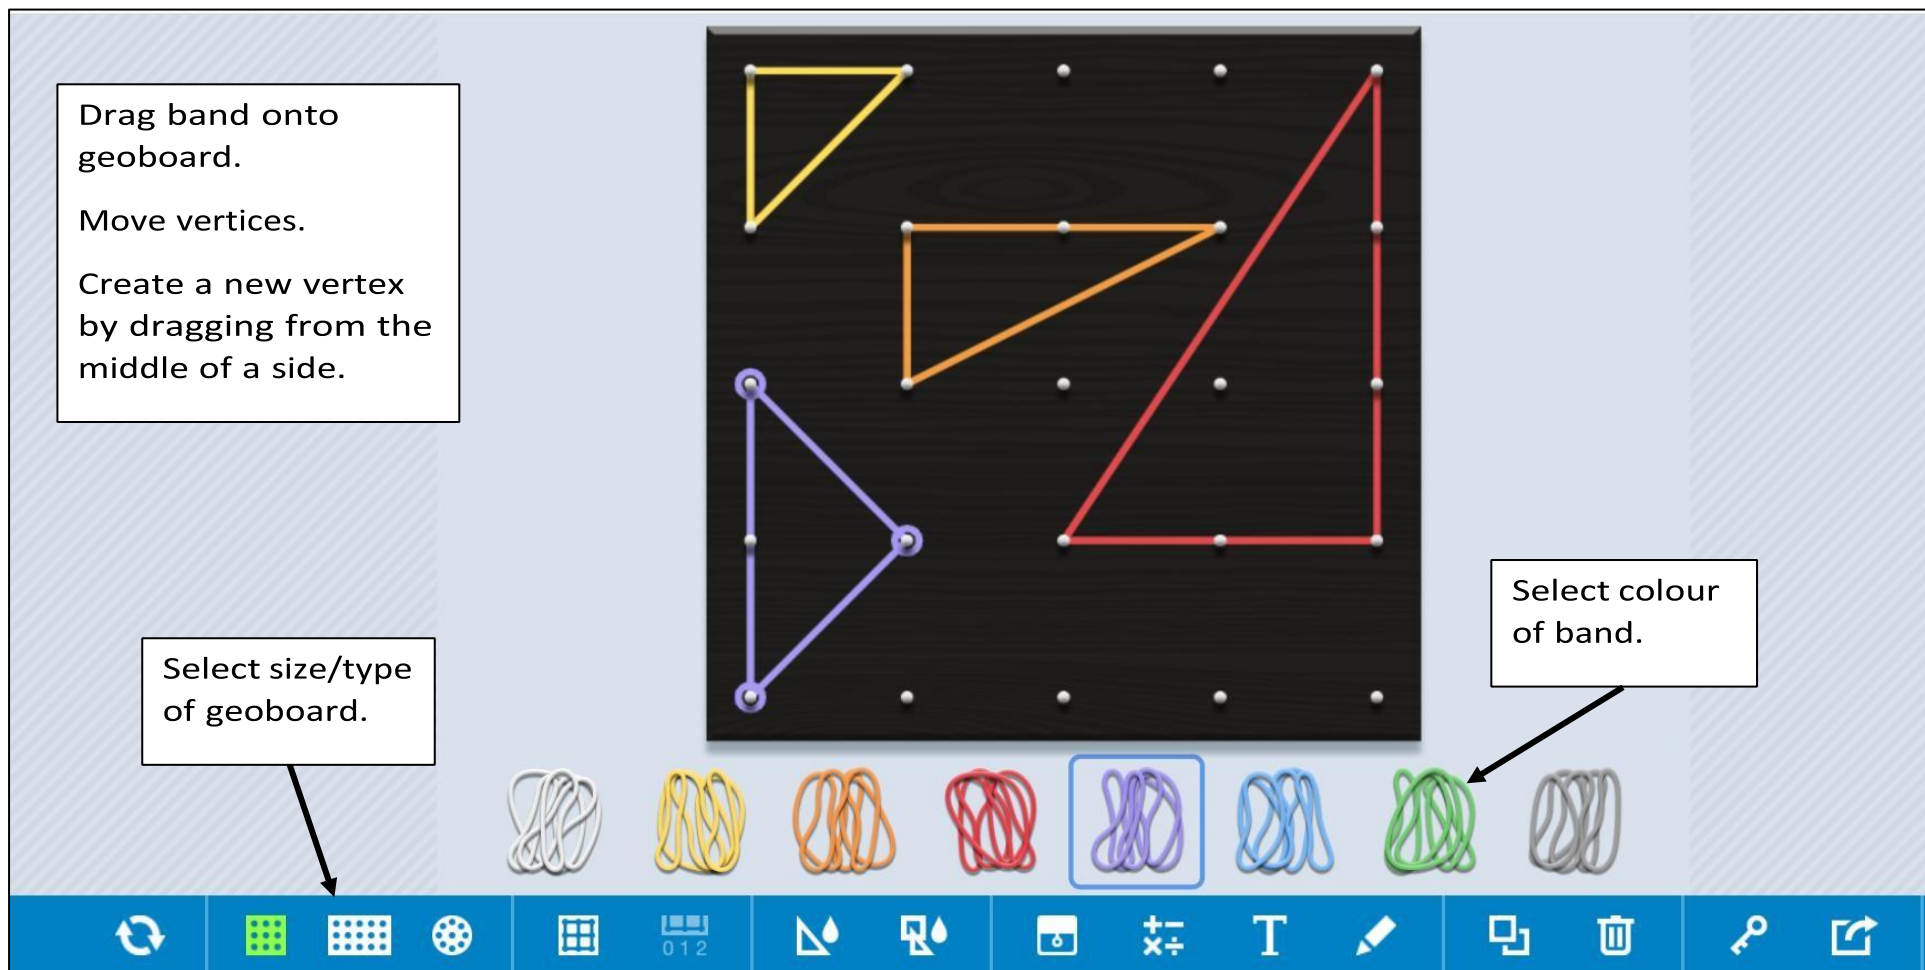 Drag band onto
geoboard.
Move vertices.
Create a new vertex
by dragging from the
middle of a side.
Select size/type
of geoboard.
Select colour
of band.
0 1 2
T